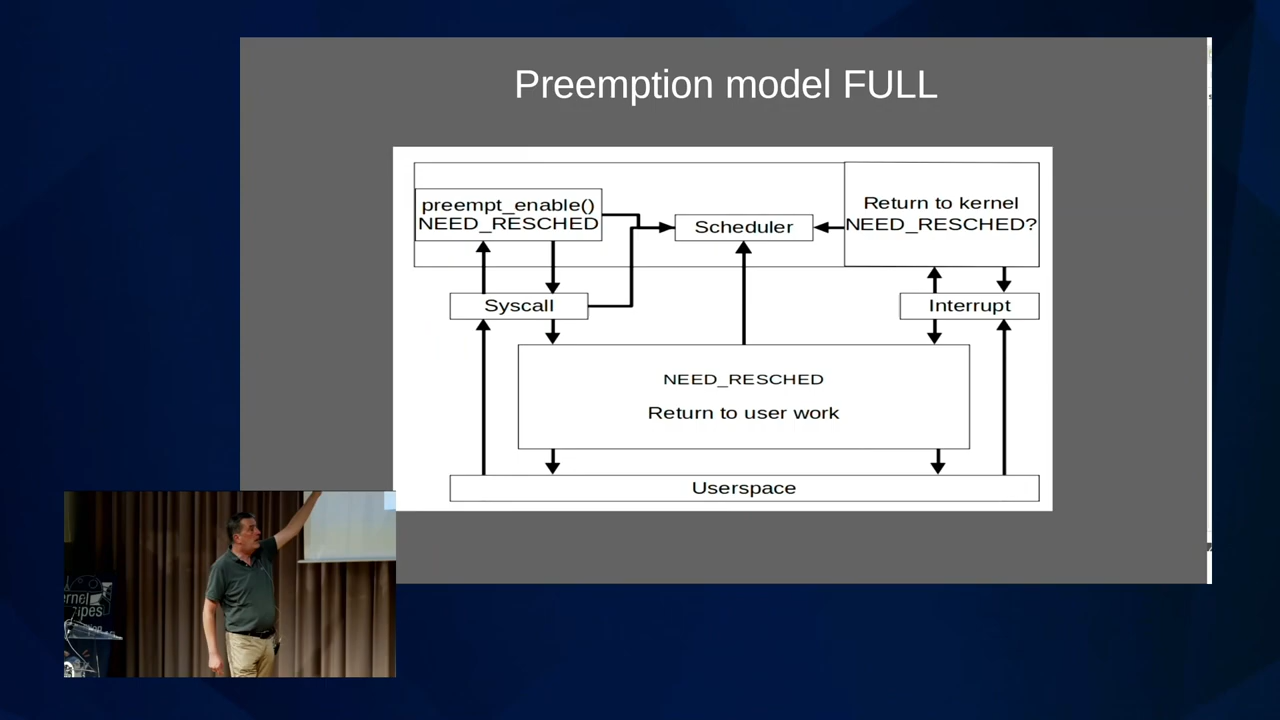 Preemption model FULL
preempt_enable()
NEED_RESCHED
Scheduler
Return to kernel
NEED_RESCHED?
Syscall
Interrupt
NEED_RESCHED
Return to user work
Userspace